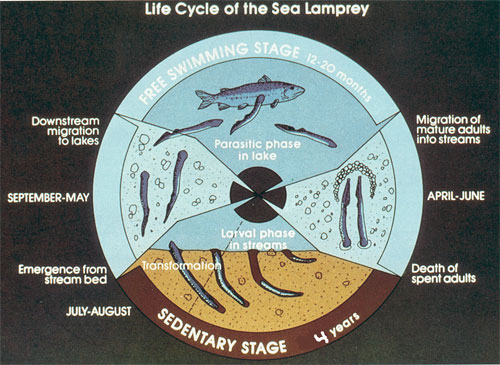 Life Cycle of the Sea Lamprey
FREE SWIMMING STAGE 12-20 months
Downstream
migration
to lakes
Parasitic phase
in lake
Migration of
mature adults
into streams
SEPTEMBER-MAY
APRIL-JUNE
Larval phase
in streams
Transformation
Emergence from
stream bed
Death of
spent adults
JULY-AUGUST
SEDENTARY STAGE 4 years